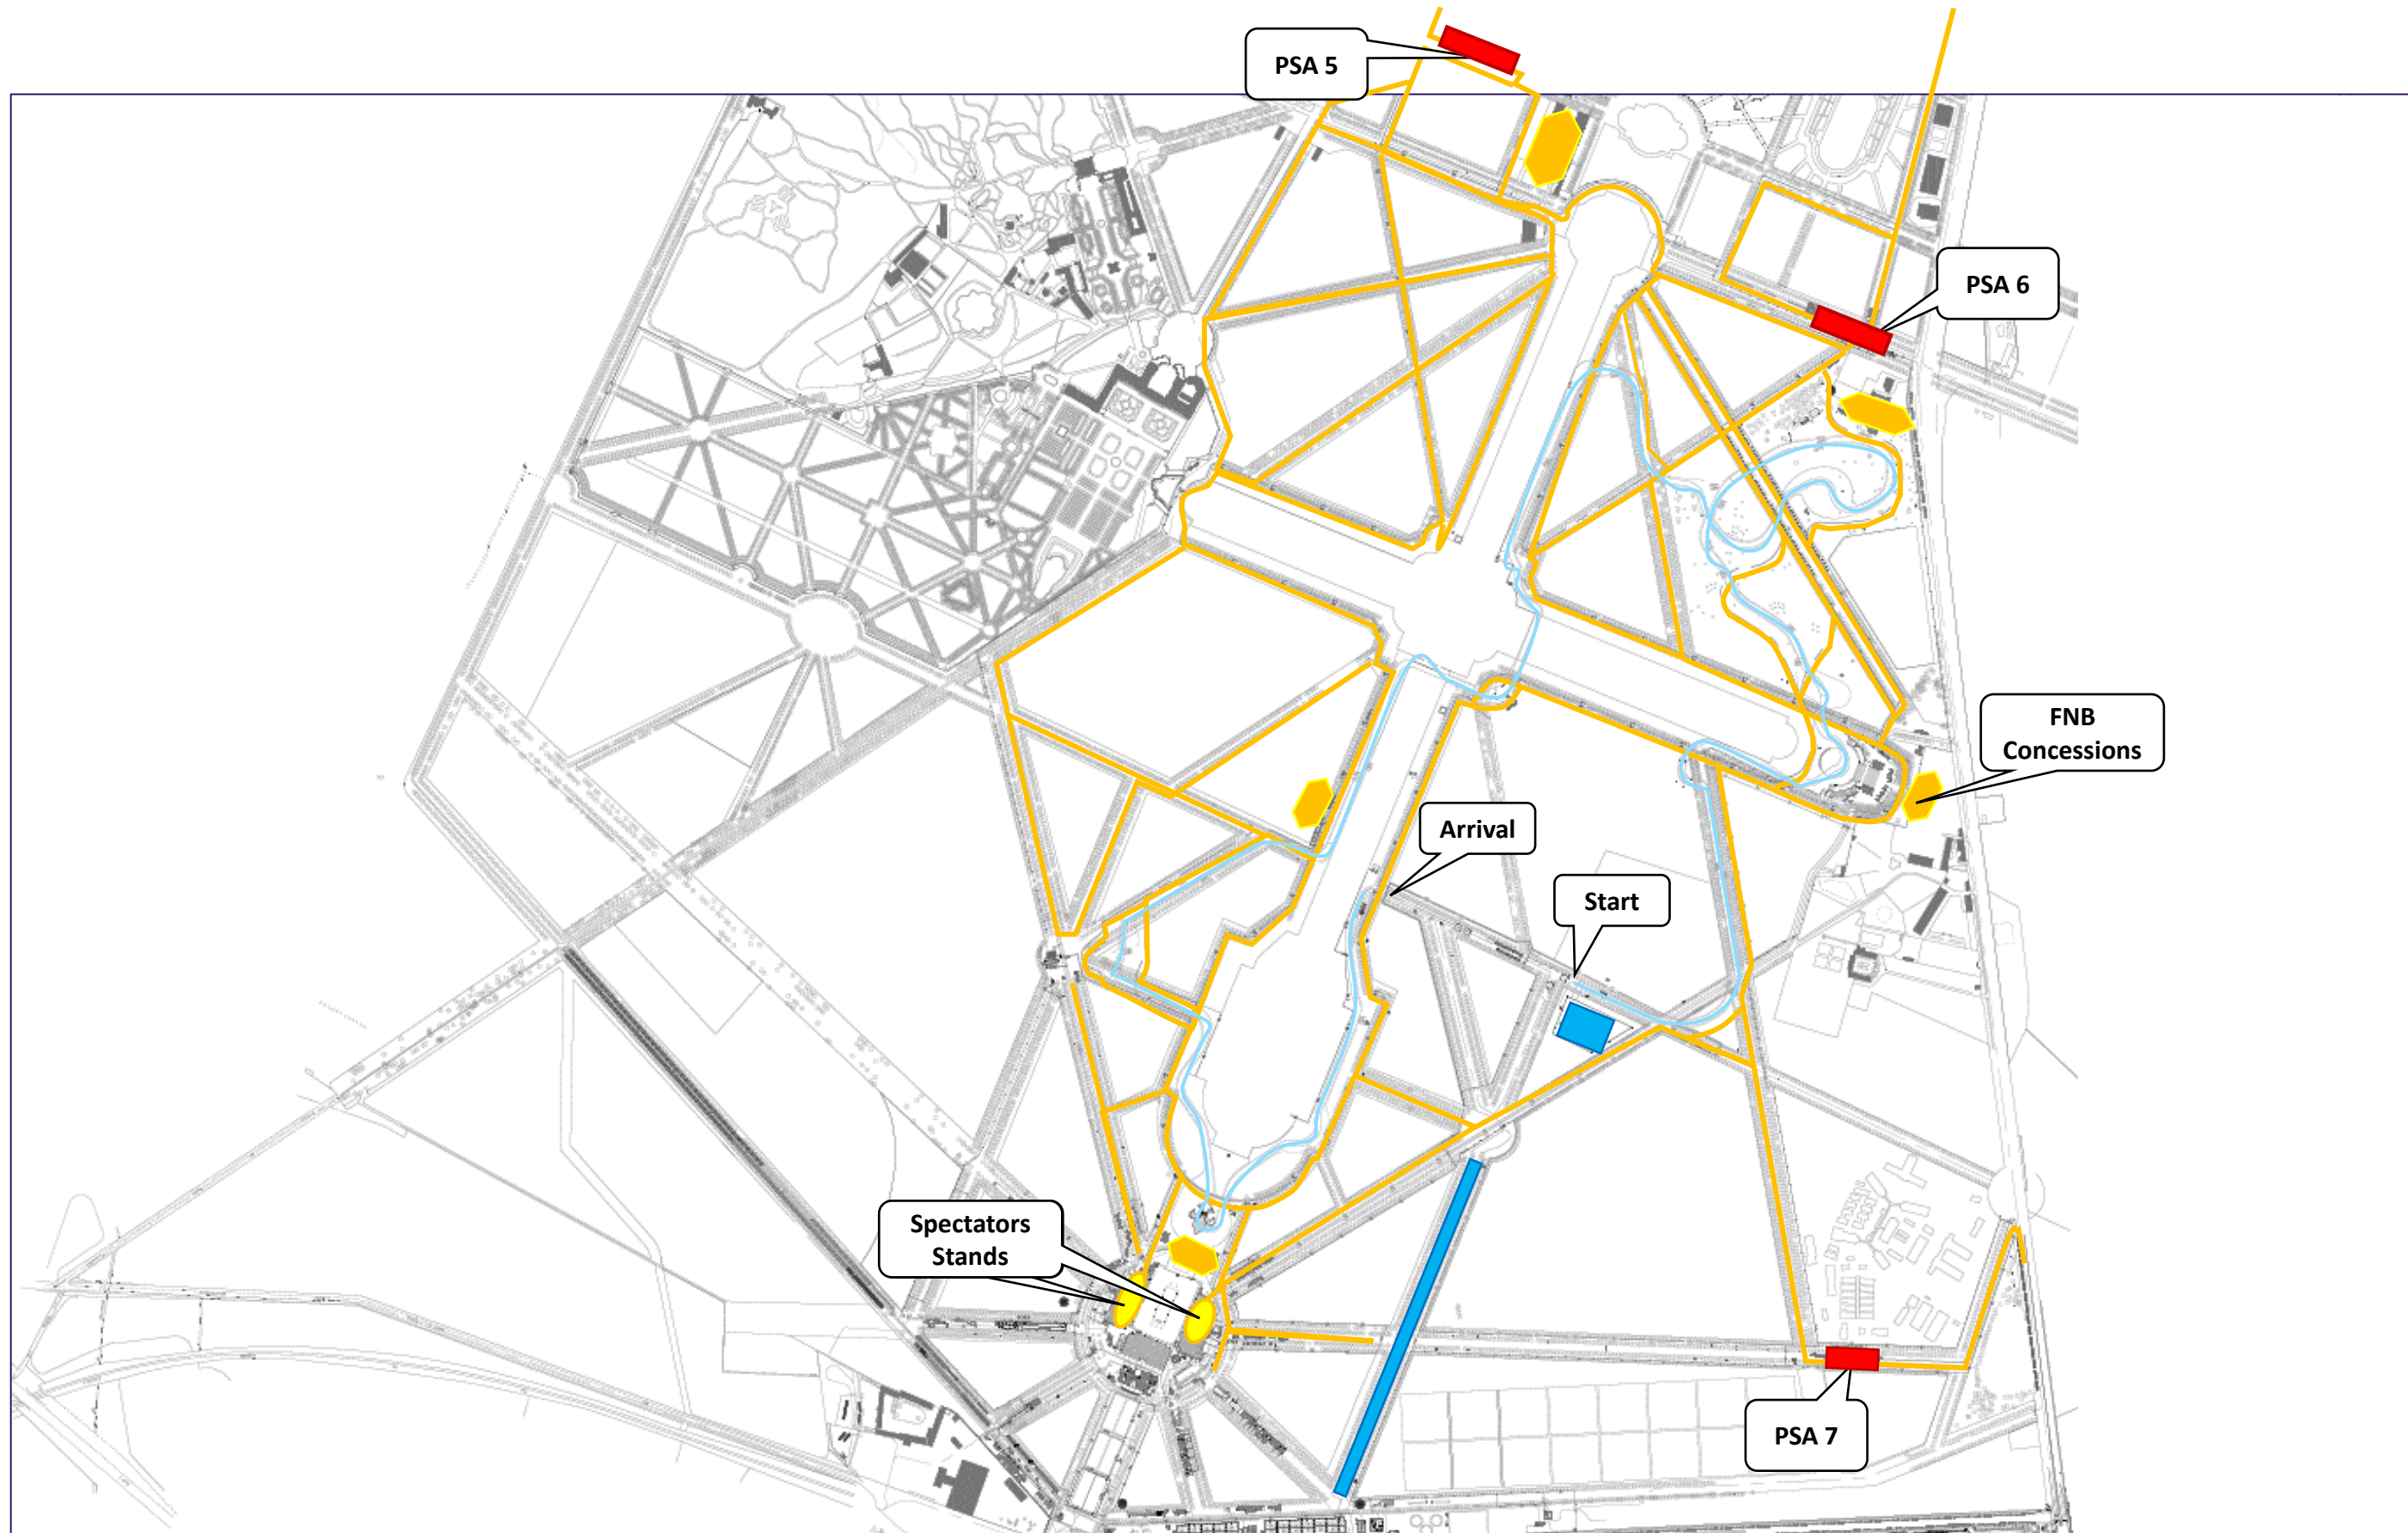 PSA 5
PSA 6
FNB
Concessions
Arrival
Start
Spectators
Stands
PSA 7